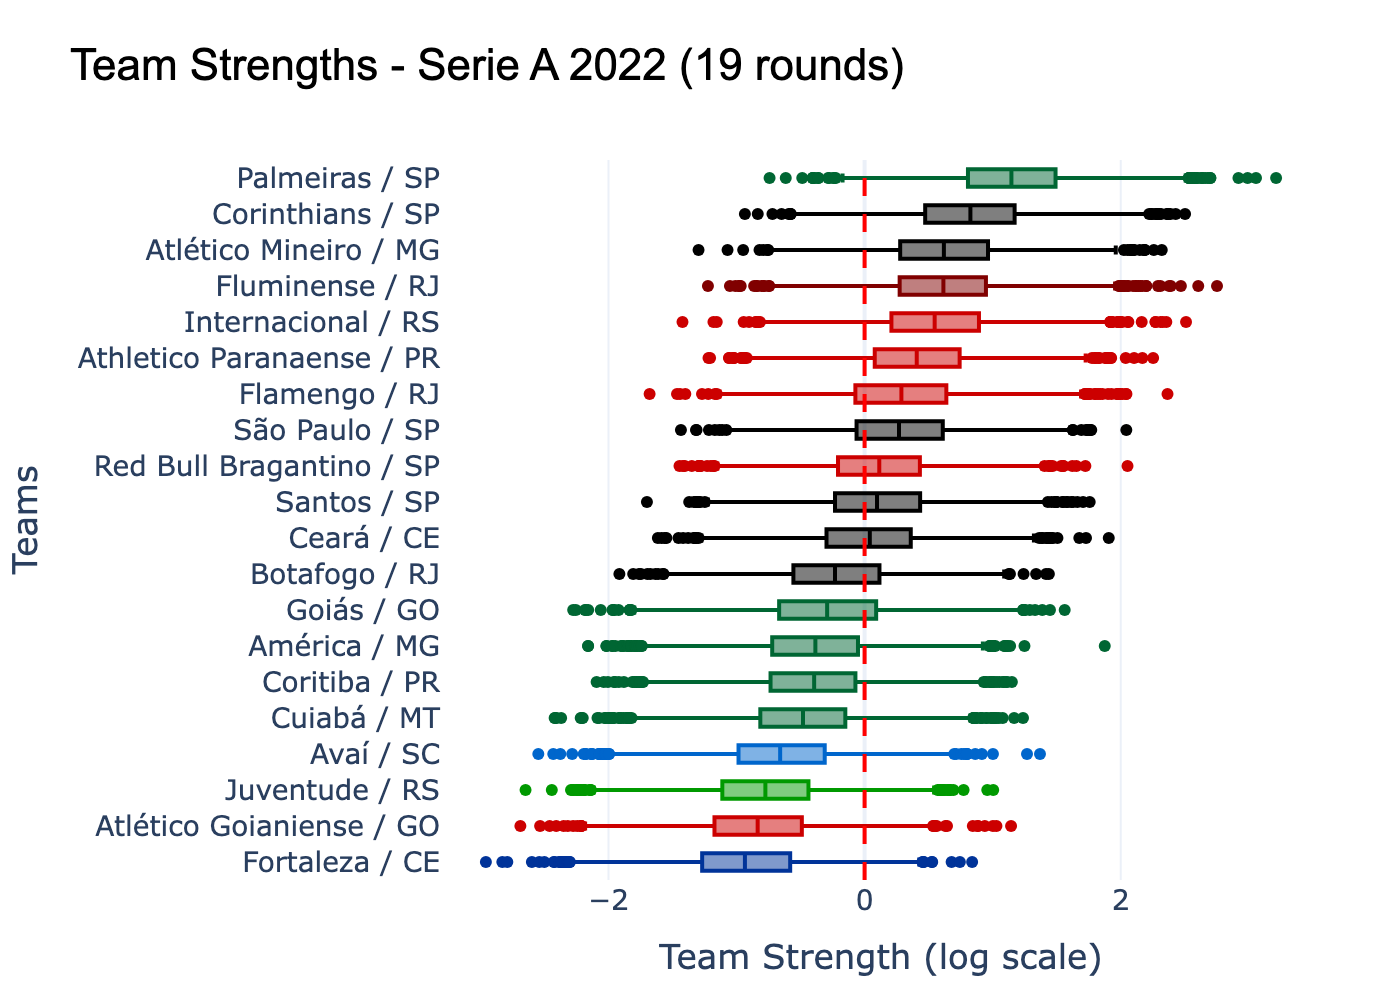 Team Strengths - Serie A 2022 (19 rounds)
Palmeiras / SP
Corinthians / SP
Atlético Mineiro / MG
Fluminense / RJ
Internacional / RS
Athletico Paranaense / PR
Flamengo / RJ
São Paulo / SP
Red Bull Bragantino / SP
Santos / SP
Ceará / CE
Botafogo / RJ
Goiás / GO
América / MG
Coritiba / PR
Cuiabá / MT
Avaí / SC
Juventude / RS
Atlético Goianiense / GO
Fortaleza / CE
Teams
−2 0 2
Team Strength (log scale)